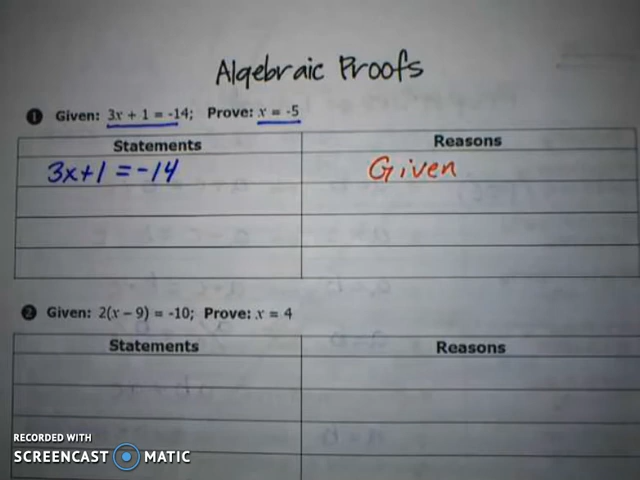 Algebraic Proofs
1 Given: 3x + 1 = -14; Prove: x = -5
Statements Reasons
3x+1 = -14 Given
2 Given: 2(x – 9) = -10; Prove: x = 4
Statements Reasons
RECORDED WITH
SCREENCAST MATIC